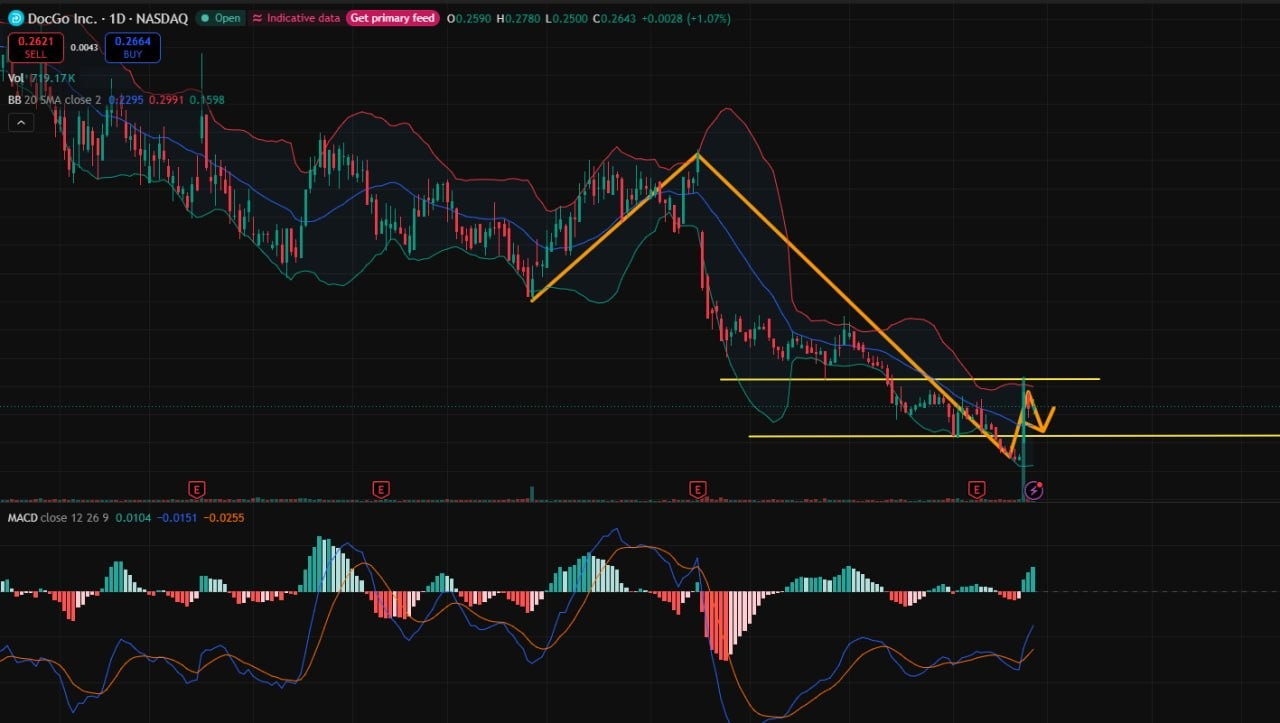 DocGo Inc. · 1D · NASDAQ Open Indicative data Get primary feed O0.2590 H0.2780 L0.2500 C0.2643 +0.0028 (+1.07%)
0.2621 0.0043 0.2664
SELL BUY
Vol 719.17K
BB 20 SMA close 2 0.2295 0.2991 0.1598
E E E E
MACD close 12 26 9 0.0104 −0.0151 −0.0255